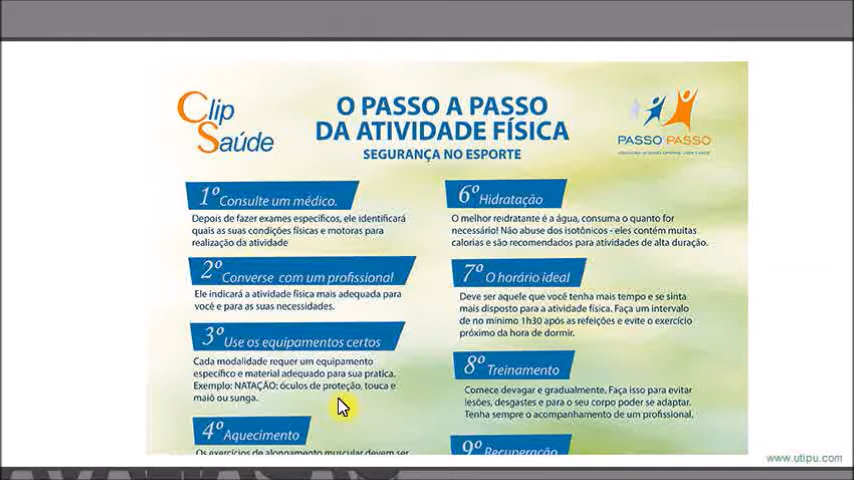 Clip
Saúde
O PASSO A PASSO
DA ATIVIDADE FÍSICA
SEGURANÇA NO ESPORTE
PASSO PASSO
1º Consulte um médico.
Depois de fazer exames específicos, ele identificará
quais as suas condições físicas e motoras para
realização da atividade
2º Converse com um profissional
Ele indicará a atividade física mais adequada para
você e para as suas necessidades.
3º Use os equipamentos certos
Cada modalidade requer um equipamento
específico e material adequado para sua pratica.
Exemplo: NATAÇÃO: óculos de proteção, touca e
maiô ou sunga.
4º Aquecimento
Os exercícios de alongamento muscular devem ser
6º Hidratação
O melhor reidratante é a água, consuma o quanto for
necessário! Não abuse dos isotônicos - eles contém muitas
calorias e são recomendados para atividades de alta duração.
7º O horário ideal
Deve ser aquele que você tenha mais tempo e se sinta
mais disposto para a atividade física. Faça um intervalo
de no mínimo 1h30 após as refeições e evite o exercício
próximo da hora de dormir.
8º Treinamento
Comece devagar e gradualmente. Faça isso para evitar
lesões, desgastes e para o seu corpo poder se adaptar.
Tenha sempre o acompanhamento de um profissional.
9º Recuperação
www.utipu.com